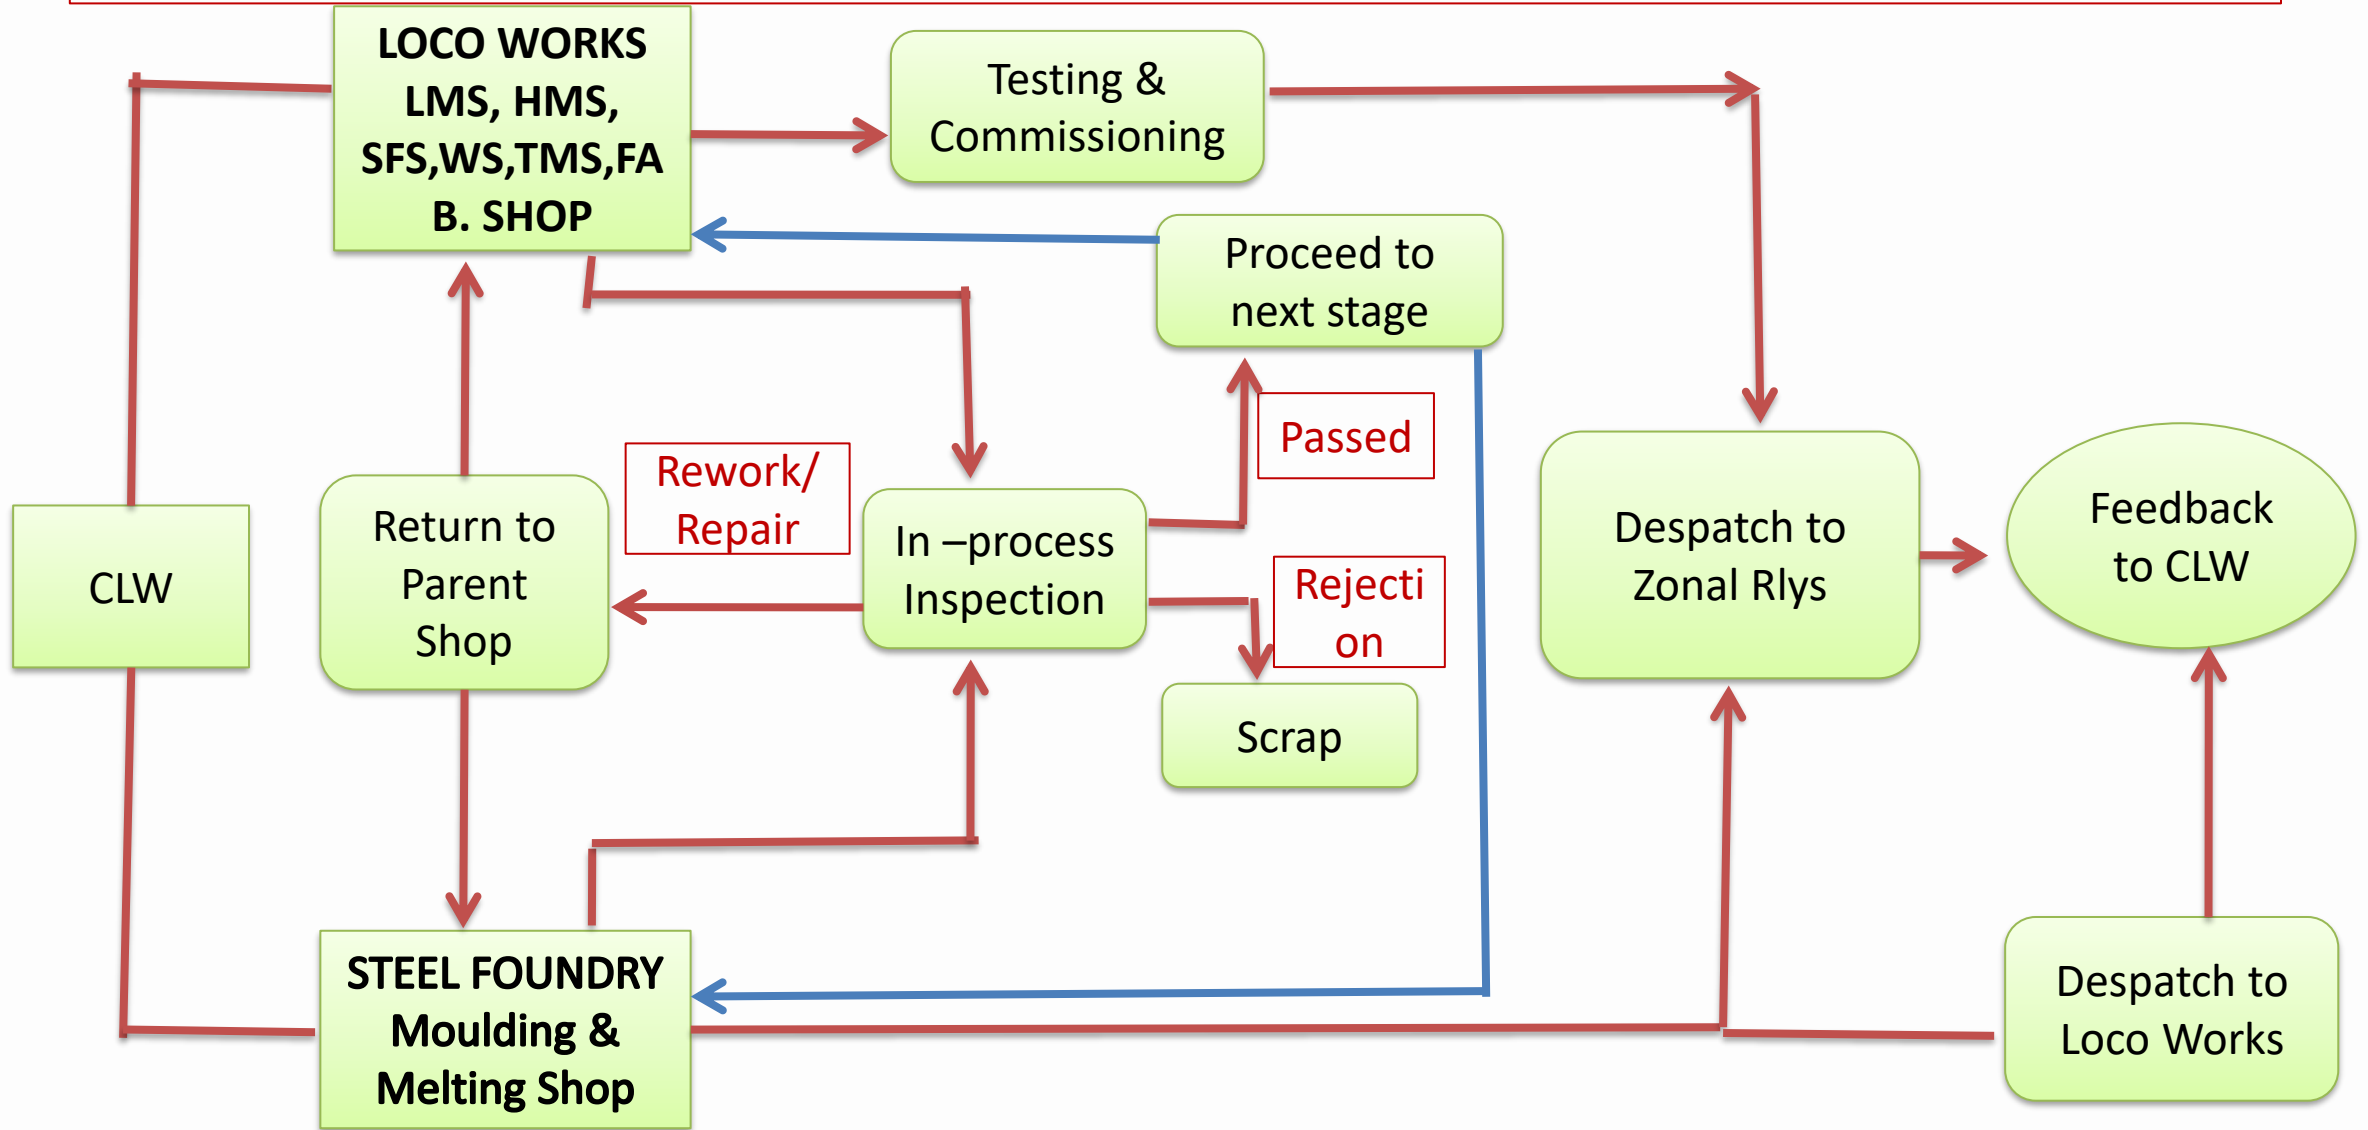 LOCO WORKS
LMS, HMS,
SFS,WS,TMS,FA
B. SHOP
Testing &
Commissioning
Proceed to
next stage
Passed
Rework/
Repair
Return to
Parent
Shop
In –process
Inspection
Rejecti
on
Scrap
CLW
Despatch to
Zonal Rlys
Feedback
to CLW
STEEL FOUNDRY
Moulding &
Melting Shop
Despatch to
Loco Works